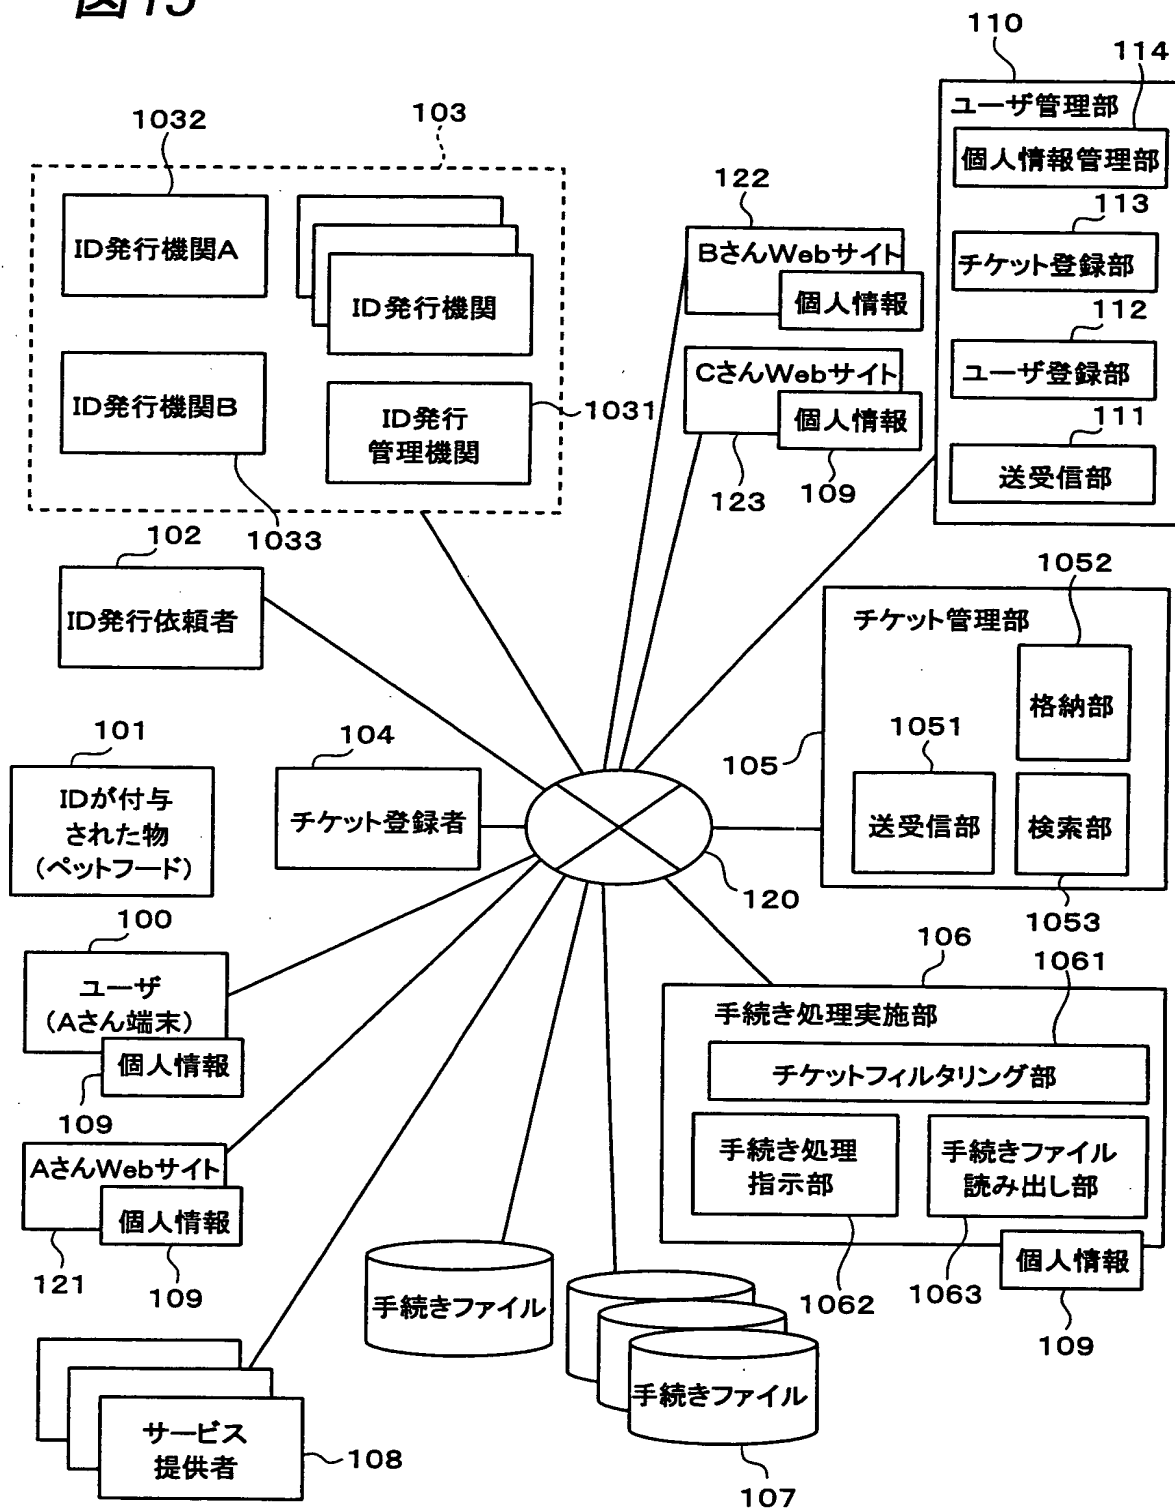 図15
110
114
ユーザ管理部
個人情報管理部
113
チケット登録部
112
ユーザ登録部
111
送受信部
1032
103
ID発行機関A
ID発行機関
ID発行機関B
ID発行
管理機関
1031
1033
122
BさんWebサイト
個人情報
CさんWebサイト
個人情報
123
109
102
ID発行依頼者
1052
チケット管理部
格納部
1051
105
送受信部
検索部
1053
101
IDが付与
された物
(ペットフード)
104
チケット登録者
120
100
ユーザ
(Aさん端末)
個人情報
109
106
1061
手続き処理実施部
チケットフィルタリング部
手続き処理
指示部
手続きファイル
読み出し部
個人情報
1062
1063
109
AさんWebサイト
個人情報
121
109
手続きファイル
手続きファイル
107
サービス
提供者
108